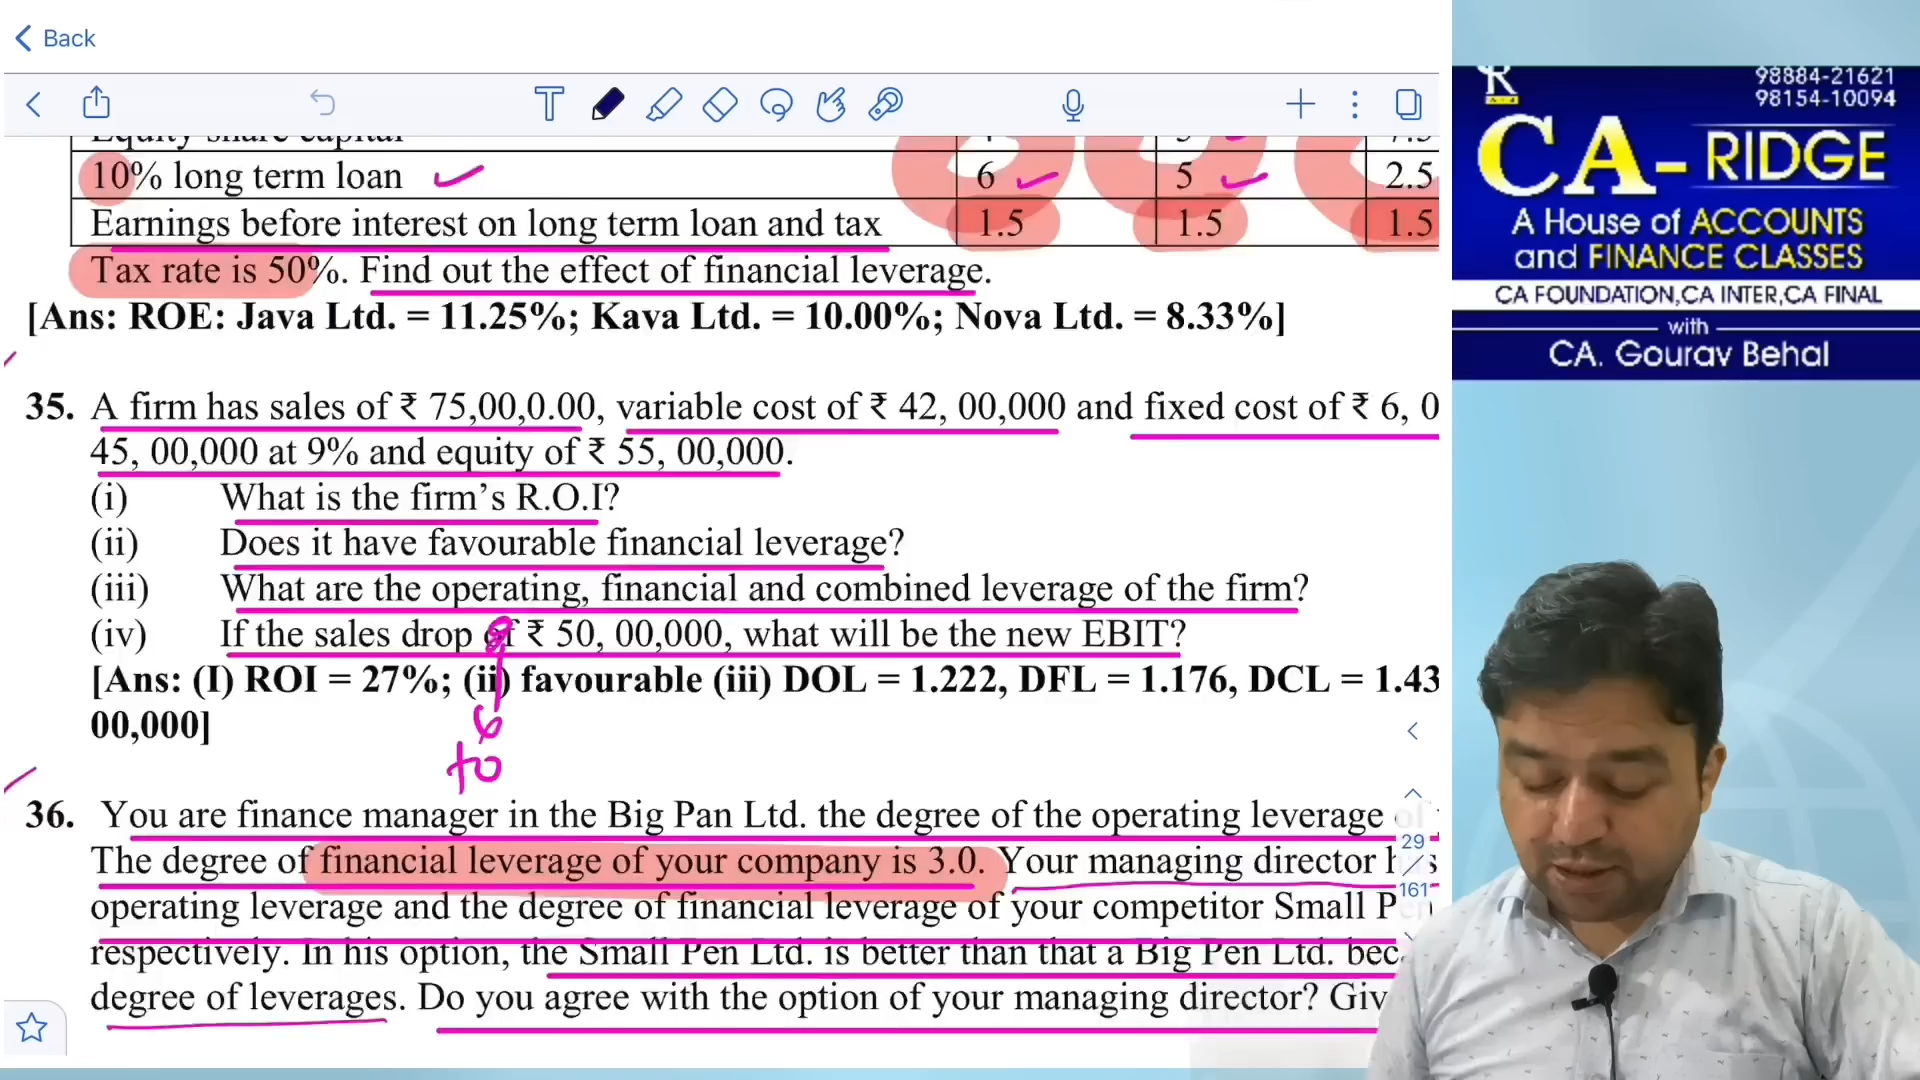 Back
Equity share capital
10% long term loan 6 5 2.5
Earnings before interest on long term loan and tax 1.5 1.5 1.5
Tax rate is 50%. Find out the effect of financial leverage.
[Ans: ROE: Java Ltd. = 11.25%; Kava Ltd. = 10.00%; Nova Ltd. = 8.33%]
35. A firm has sales of ₹ 75,00,0.00, variable cost of ₹ 42, 00,000 and fixed cost of ₹ 6, 0
45, 00,000 at 9% and equity of ₹ 55, 00,000.
(i) What is the firm’s R.O.I?
(ii) Does it have favourable financial leverage?
(iii) What are the operating, financial and combined leverage of the firm?
(iv) If the sales drop of ₹ 50, 00,000, what will be the new EBIT?
[Ans: (I) ROI = 27%; (ii) favourable (iii) DOL = 1.222, DFL = 1.176, DCL = 1.43
00,000]
to
36. You are finance manager in the Big Pan Ltd. the degree of the operating leverage of
The degree of financial leverage of your company is 3.0. Your managing director has
operating leverage and the degree of financial leverage of your competitor Small Pen
respectively. In his option, the Small Pen Ltd. is better than that a Big Pen Ltd. bec
degree of leverages. Do you agree with the option of your managing director? Giv
29
161
R
98884-21621
98154-10094
CA- RIDGE
A House of ACCOUNTS
and FINANCE CLASSES
CA FOUNDATION,CA INTER,CA FINAL
with
CA. Gourav Behal